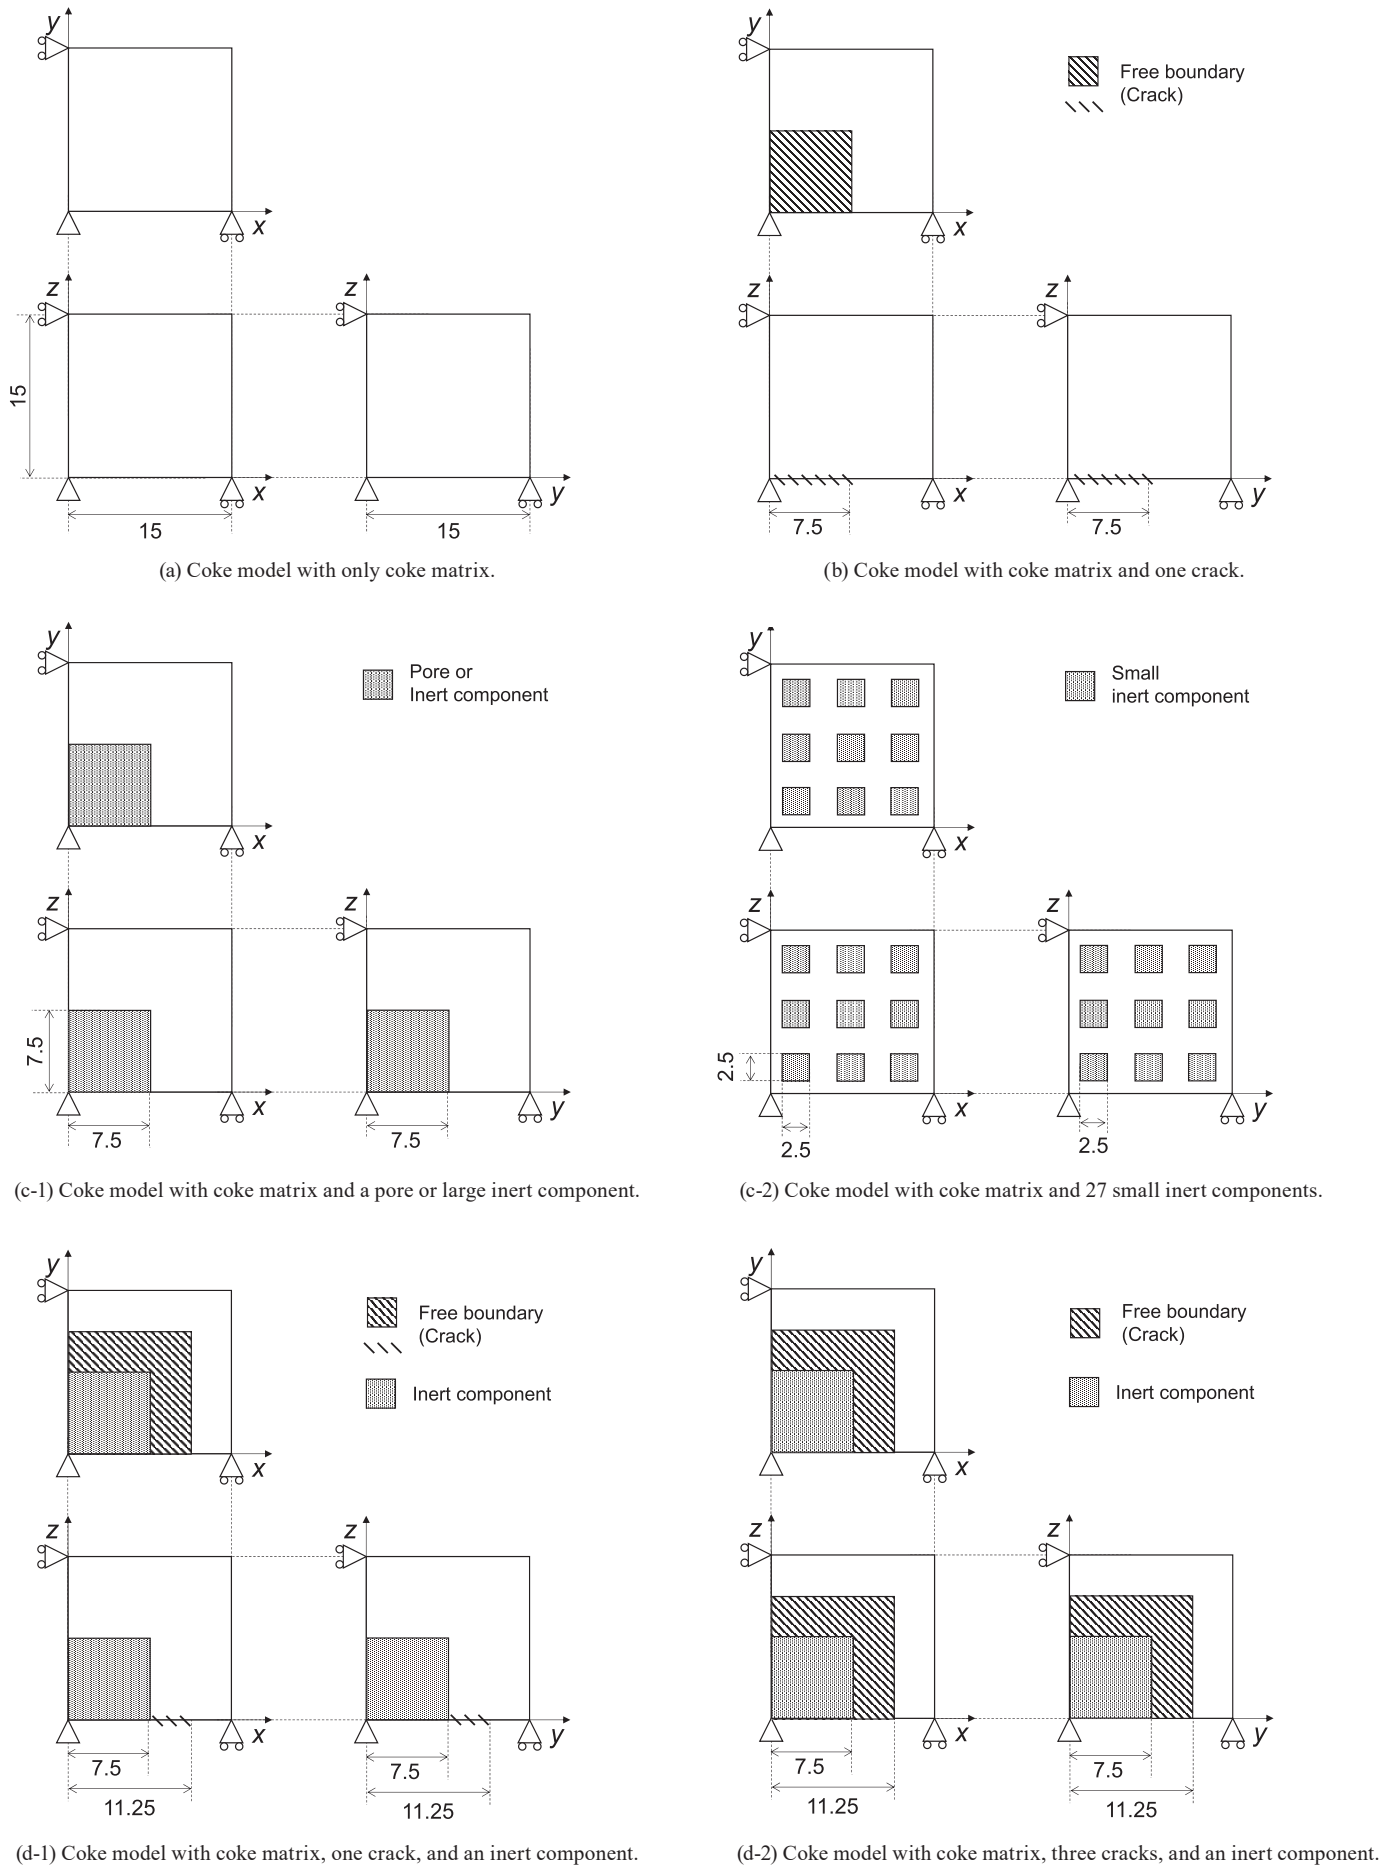 y
x
z
z
15
x
y
15
15
(a) Coke model with only coke matrix.
y
Free boundary
(Crack)
x
z
z
x
y
7.5
7.5
(b) Coke model with coke matrix and one crack.
y
Pore or
Inert component
x
z
z
7.5
x
y
7.5
7.5
(c-1) Coke model with coke matrix and a pore or large inert component.
y
Small
inert component
x
z
z
2.5
x
y
2.5
2.5
(c-2) Coke model with coke matrix and 27 small inert components.
y
Free boundary
(Crack)
Inert component
x
z
z
x
y
7.5
7.5
11.25
11.25
(d-1) Coke model with coke matrix, one crack, and an inert component.
y
Free boundary
(Crack)
Inert component
x
z
z
x
y
7.5
7.5
11.25
11.25
(d-2) Coke model with coke matrix, three cracks, and an inert component.